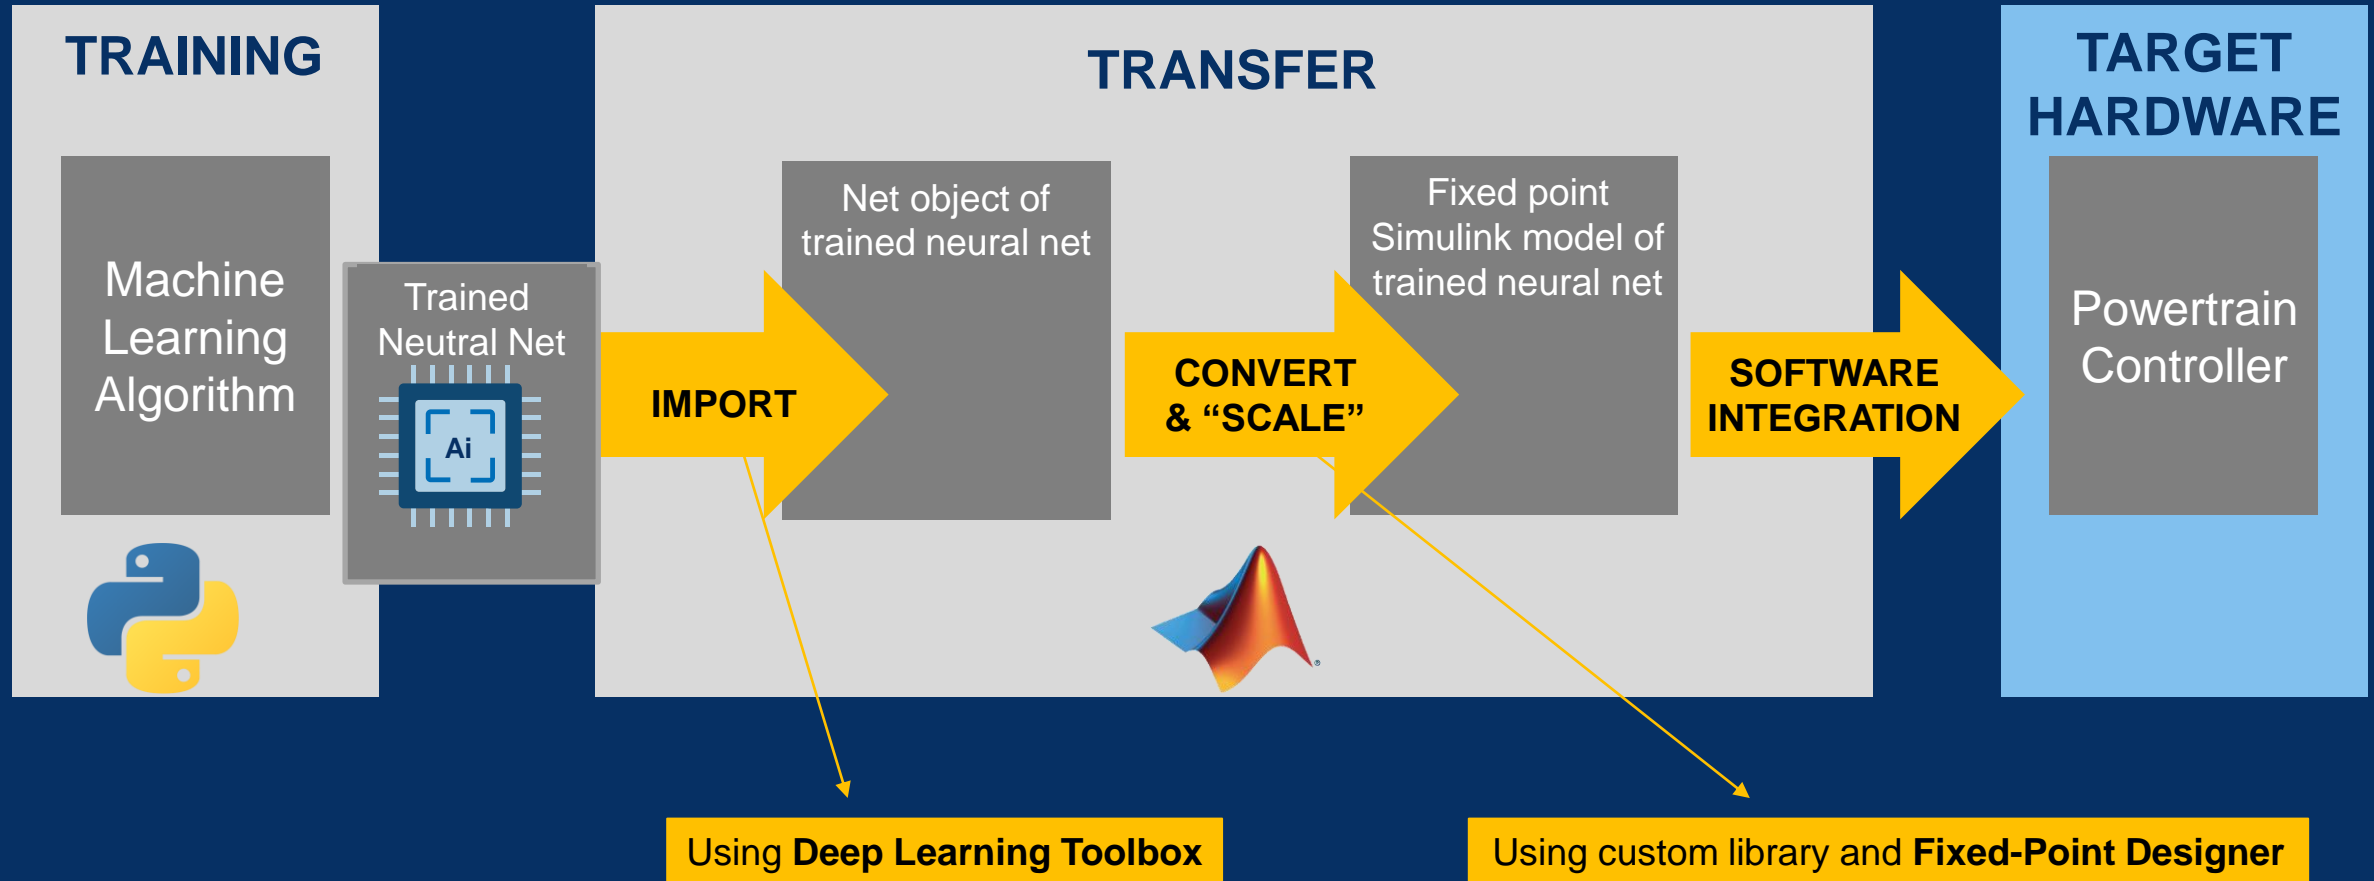 TRAINING
Machine
Learning
Algorithm
Trained
Neutral Net
Ai
TRANSFER
IMPORT
Net object of
trained neural net
CONVERT
& “SCALE”
Fixed point
Simulink model of
trained neural net
SOFTWARE
INTEGRATION
TARGET
HARDWARE
Powertrain
Controller
®
Using Deep Learning Toolbox
Using custom library and Fixed-Point Designer